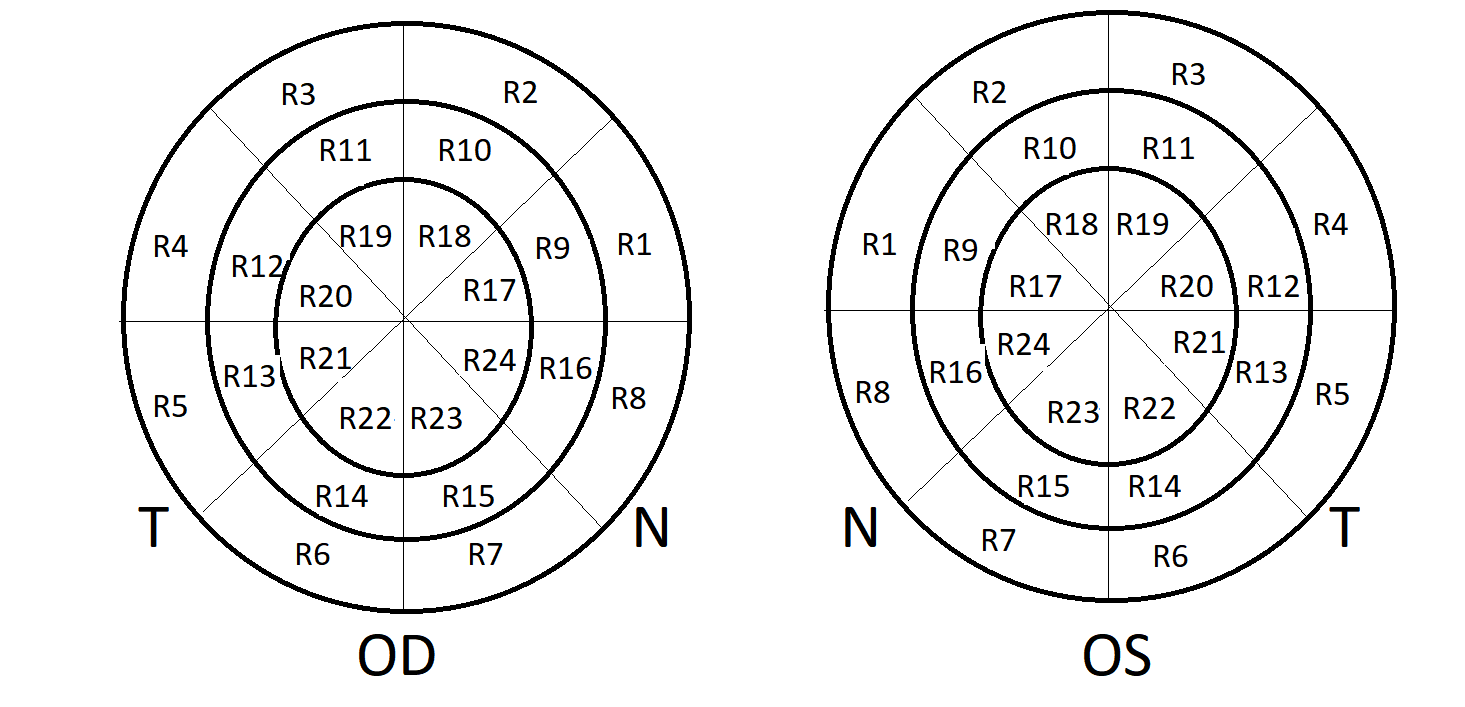 R3 R2
R11 R10
R4 R12 R19 R18 R9 R1
R20 R17
R21 R24
R5 R13 R16 R8
R22 R23
R14 R15
T N
R6 R7
OD
R2 R3
R10 R11
R1 R9 R18 R19 R4
R17 R20 R12
R24 R21
R8 R16 R13 R5
R23 R22
R15 R14
N T
R7 R6
OS